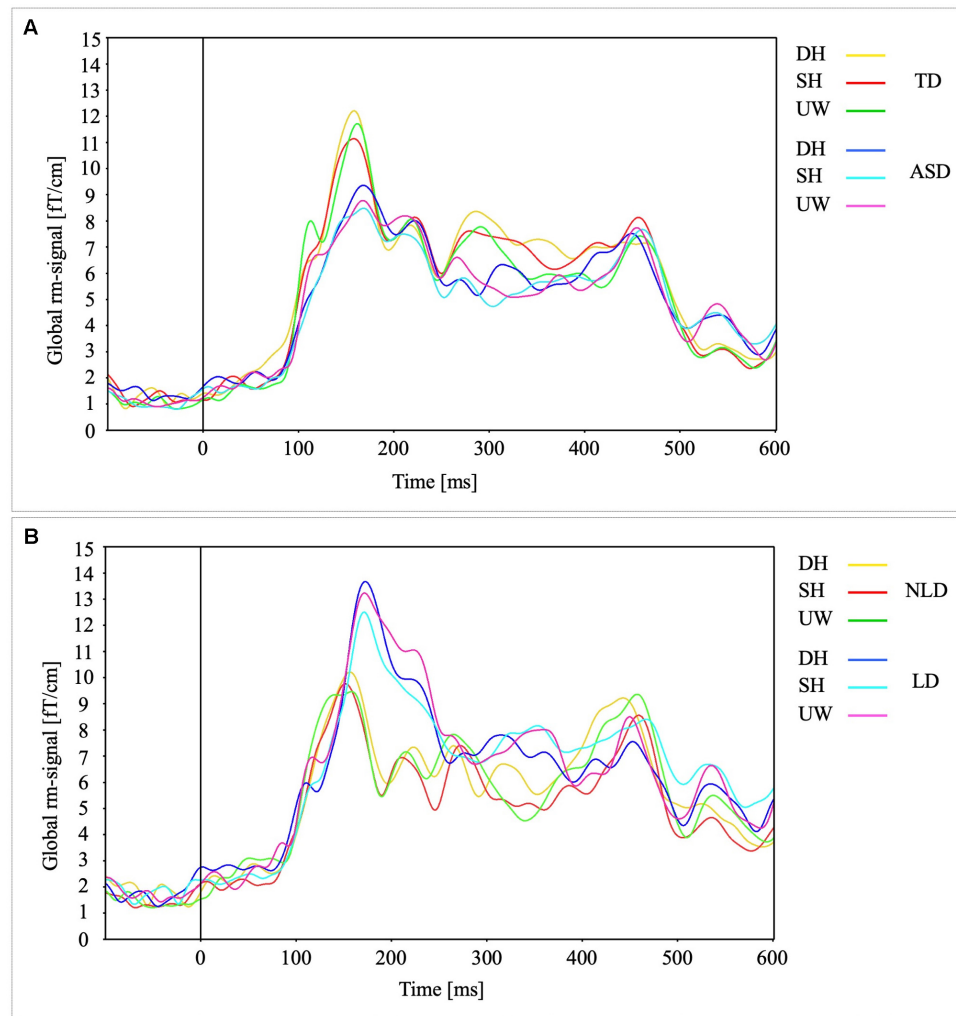 A
15
14
13
12
11
10
9
8
7
6
5
4
3
2
1
0
Global rm-signal [fT/cm]
0 100 200 300 400 500 600
Time [ms]
DH
SH TD
UW
DH
SH ASD
UW
B
15
14
13
12
11
10
9
8
7
6
5
4
3
2
1
0
Global rm-signal [fT/cm]
0 100 200 300 400 500 600
Time [ms]
DH
SH NLD
UW
DH
SH LD
UW